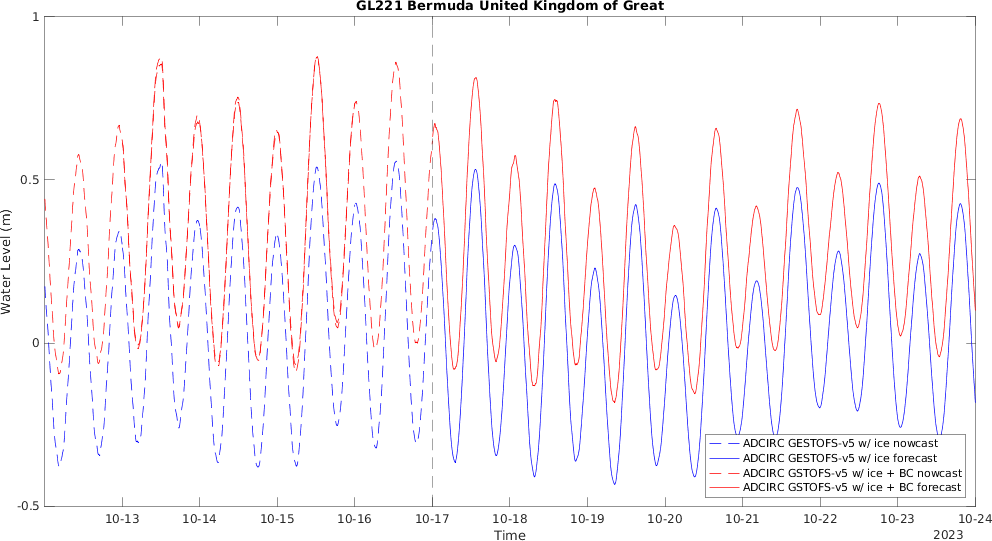 GL221 Bermuda United Kingdom of Great
Water Level (m)
1
0.5
0
-0.5
10-13 10-14 10-15 10-16 10-17 10-18 10-19 10-20 10-21 10-22 10-23 10-24
Time
2023
ADCIRC GESTOFS-v5 w/ ice nowcast
ADCIRC GESTOFS-v5 w/ ice forecast
ADCIRC GSTOFS-v5 w/ ice + BC nowcast
ADCIRC GSTOFS-v5 w/ ice + BC forecast